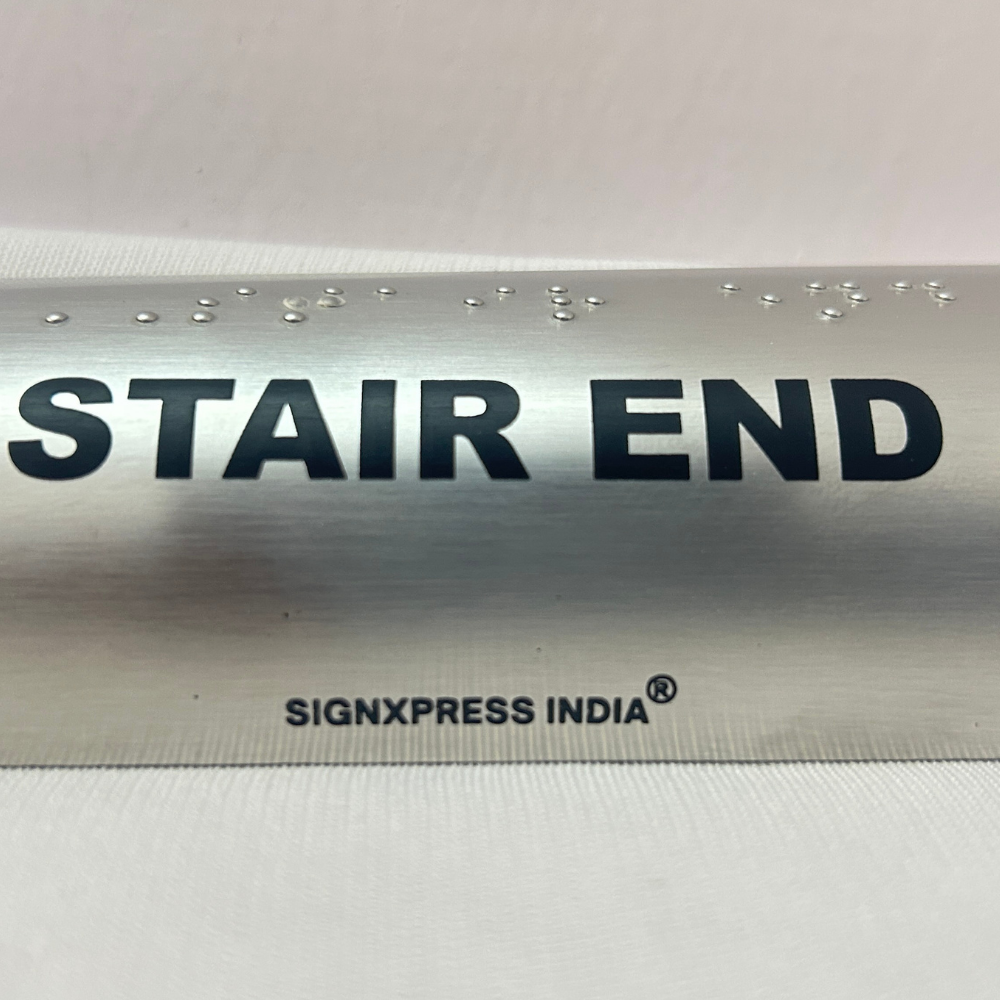 ⠠⠠⠎⠞⠁⠊⠗ ⠑⠝⠙
STAIR END
SIGNXPRESS INDIA®